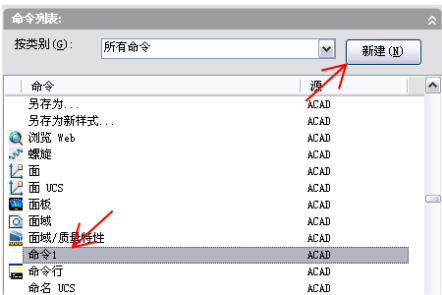 命令列表:
按类别(G): 所有命令 新建(N)
命令 源
另存为... ACAD
另存为新样式... ACAD
浏览 Web ACAD
螺旋 ACAD
面 ACAD
面 UCS ACAD
面板 ACAD
面域 ACAD
面域/质量特性 ACAD
命令1 ACAD
命令行 ACAD
命名 UCS ACAD